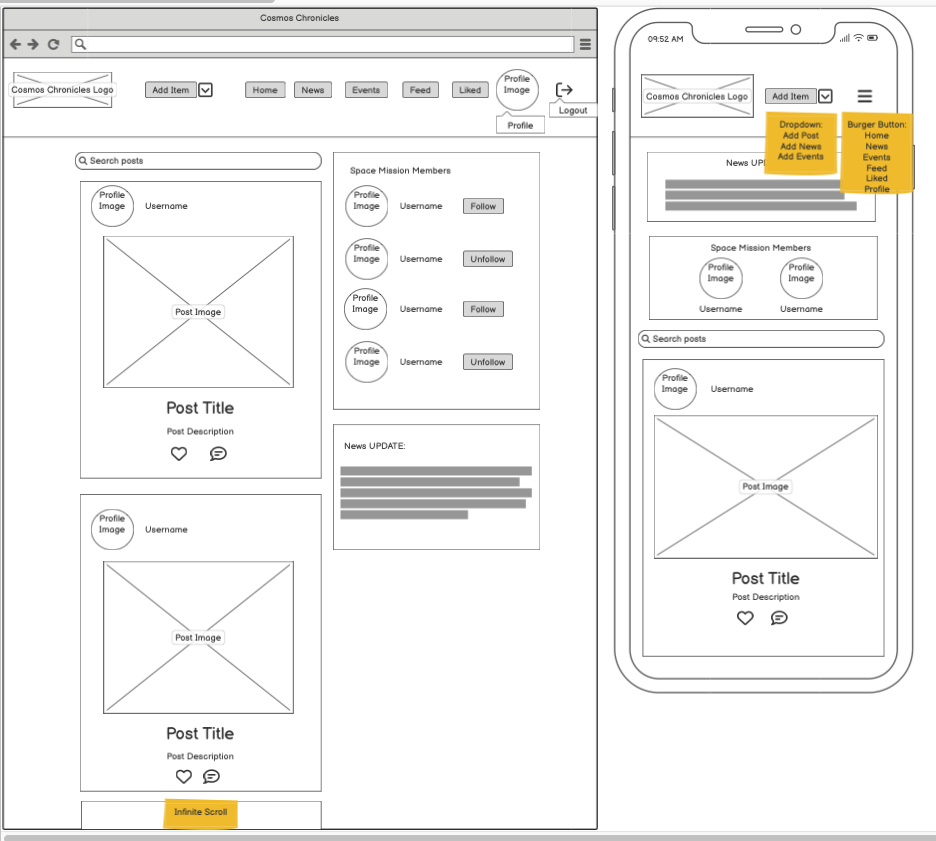 Cosmos Chronicles
Cosmos Chronicles Logo
Add Item
Home
News
Events
Feed
Liked
Profile
Image
Logout
Profile
Search posts
Profile
Image
Username
Post Image
Post Title
Post Description
Profile
Image
Username
Post Image
Post Title
Post Description
Infinite Scroll
Space Mission Members
Profile
Image
Username
Follow
Profile
Image
Username
Unfollow
Profile
Image
Username
Follow
Profile
Image
Username
Unfollow
News UPDATE:
09:52 AM
Cosmos Chronicles Logo
Add Item
Dropdown:
Add Post
Add News
Add Events
Burger Button:
Home
News
Events
Feed
Liked
Profile
News UP
Space Mission Members
Profile
Image
Username
Profile
Image
Username
Search posts
Profile
Image
Username
Post Image
Post Title
Post Description